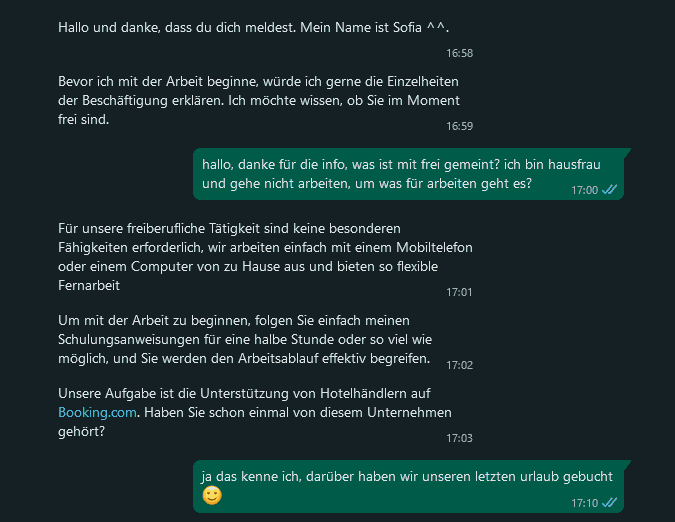 Hallo und danke, dass du dich meldest. Mein Name ist Sofia ^^.
16:58
Bevor ich mit der Arbeit beginne, würde ich gerne die Einzelheiten
der Beschäftigung erklären. Ich möchte wissen, ob Sie im Moment
frei sind.
16:59
hallo, danke für die info, was ist mit frei gemeint? ich bin hausfrau
und gehe nicht arbeiten, um was für arbeiten geht es?
17:00
Für unsere freiberufliche Tätigkeit sind keine besonderen
Fähigkeiten erforderlich, wir arbeiten einfach mit einem Mobiltelefon
oder einem Computer von zu Hause aus und bieten so flexible
Fernarbeit
17:01
Um mit der Arbeit zu beginnen, folgen Sie einfach meinen
Schulungsanweisungen für eine halbe Stunde oder so viel wie
möglich, und Sie werden den Arbeitsablauf effektiv begreifen.
17:02
Unsere Aufgabe ist die Unterstützung von Hotelhändlern auf
Booking.com. Haben Sie schon einmal von diesem Unternehmen
gehört?
17:03
ja das kenne ich, darüber haben wir unseren letzten urlaub gebucht
🙂
17:10